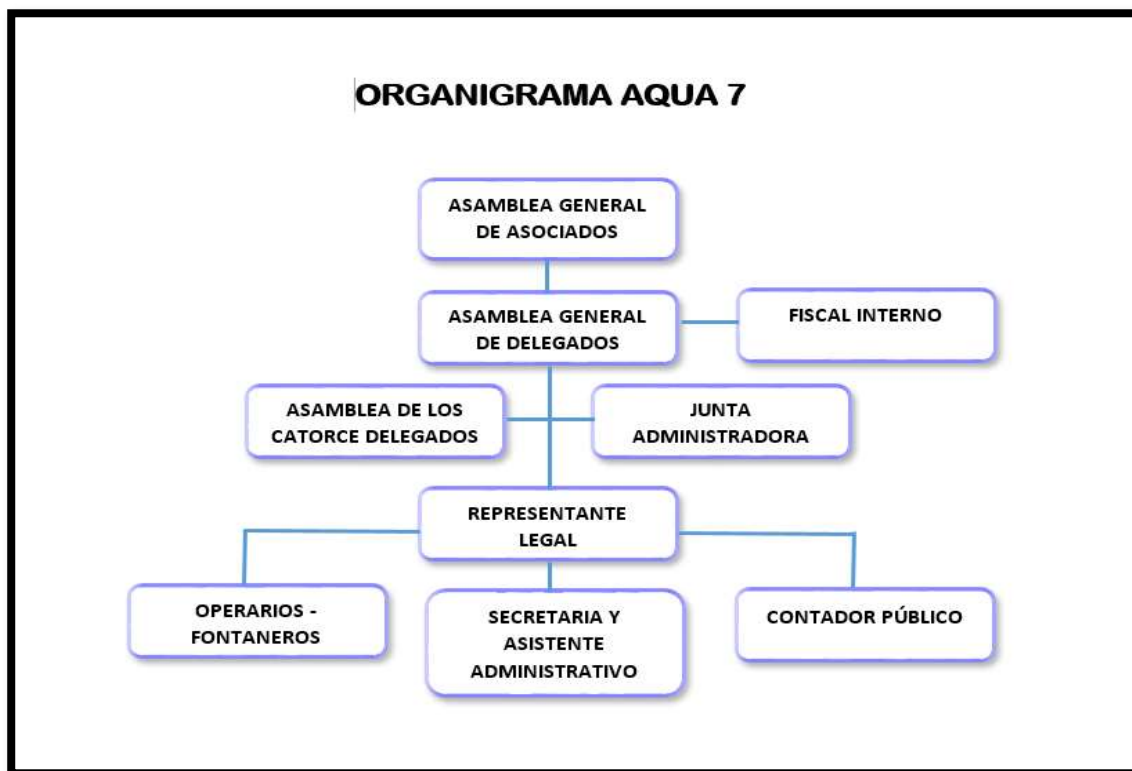 ORGANIGRAMA AQUA 7
ASAMBLEA GENERAL
DE ASOCIADOS
ASAMBLEA GENERAL
DE DELEGADOS
FISCAL INTERNO
ASAMBLEA DE LOS
CATORCE DELEGADOS
JUNTA
ADMINISTRADORA
REPRESENTANTE
LEGAL
OPERARIOS -
FONTANEROS
SECRETARIA Y
ASISTENTE
ADMINISTRATIVO
CONTADOR PÚBLICO